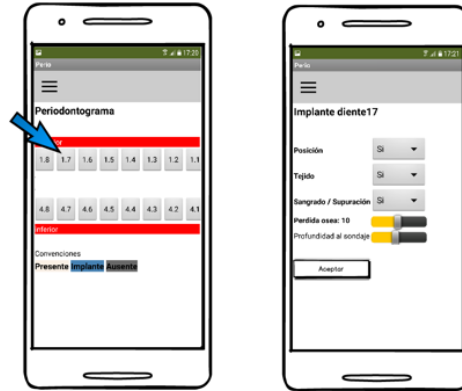 17:20
Perio
Periodontograma
1.8 1.7 1.6 1.5 1.4 1.3 1.2 1.1
4.8 4.7 4.6 4.5 4.4 4.3 4.2 4.1
inferior
Convenciones
Presente Implante Ausente
17:21
Perio
Implante diente17
Posición Si
Tejido Si
Sangrado / Supuración Si
Perdida osea: 10
Profundidad al sondaje
Aceptar